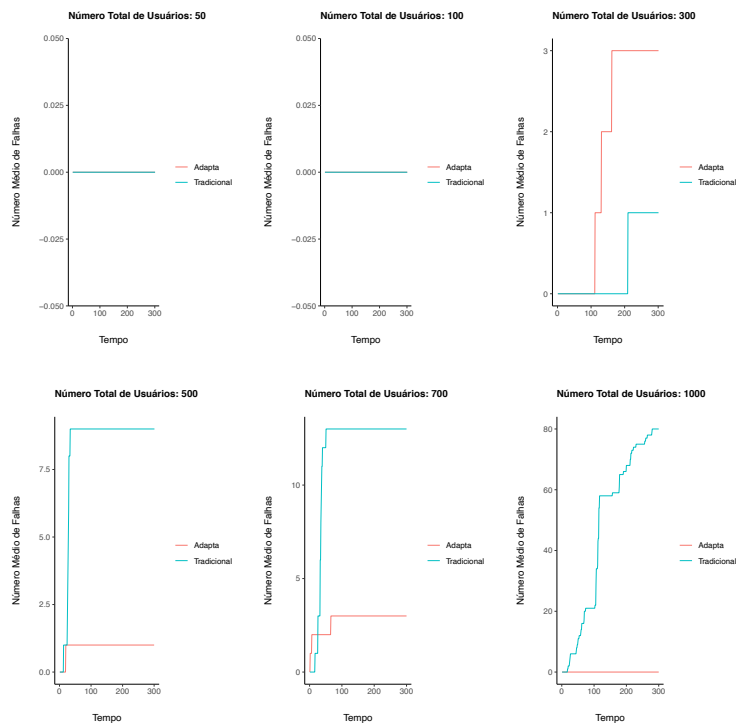 Número Total de Usuários: 50
Número Médio de Falhas
0.050
0.025
0.000
−0.025
−0.050
0 100 200 300
Tempo
Adapta
Tradicional
Número Total de Usuários: 100
Número Médio de Falhas
0.050
0.025
0.000
−0.025
−0.050
0 100 200 300
Tempo
Adapta
Tradicional
Número Total de Usuários: 300
Número Médio de Falhas
3
2
1
0
0 100 200 300
Tempo
Adapta
Tradicional
Número Total de Usuários: 500
Número Médio de Falhas
7.5
5.0
2.5
0.0
0 100 200 300
Tempo
Adapta
Tradicional
Número Total de Usuários: 700
Número Médio de Falhas
10
5
0
0 100 200 300
Tempo
Adapta
Tradicional
Número Total de Usuários: 1000
Número Médio de Falhas
80
60
40
20
0
0 100 200 300
Tempo
Adapta
Tradicional